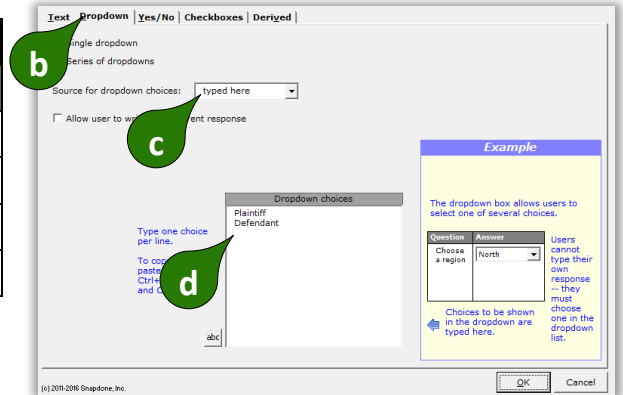 Text Dropdown Yes/No Checkboxes Derived
b
ingle dropdown
Series of dropdowns
Source for dropdown choices: typed here
Allow user to wr rent response
c
Example
The dropdown box allows users to
select one of several choices.
Question Answer
Choose
a region
North
Users
cannot
type their
own
response
-- they
must
choose
one in the
dropdown
list.
Choices to be shown
in the dropdown are
typed here.
Dropdown choices
Plaintiff
Defendant
Type one choice
per line.
To cop
paste
Ctrl+
and C
d
abc
(c) 2011-2016 Snapdone, Inc.
OK Cancel